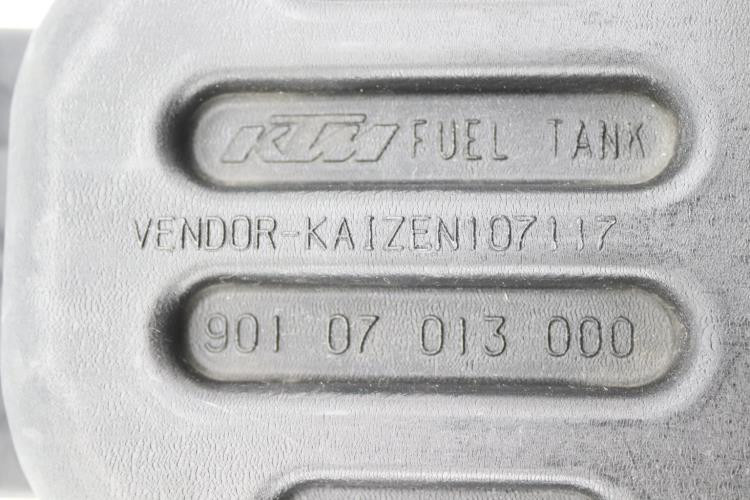 KTM FUEL TANK
VENDOR-KAIZEN107117
901 07 013 000